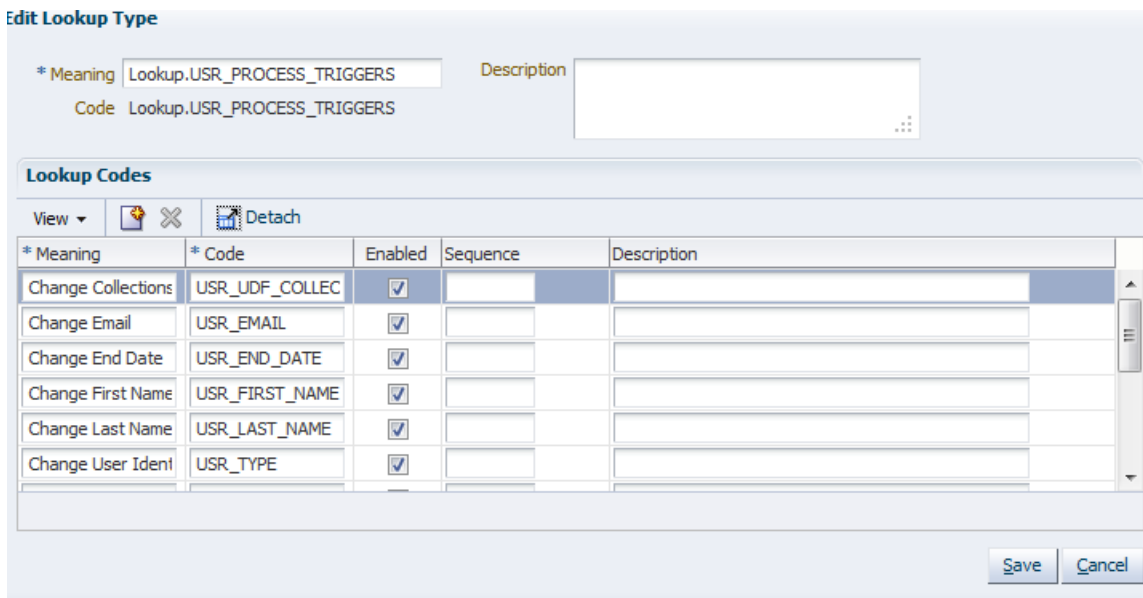 Edit Lookup Type
* Meaning Lookup.USR_PROCESS_TRIGGERS Description
Code Lookup.USR_PROCESS_TRIGGERS
Lookup Codes
View Detach
* Meaning * Code Enabled Sequence Description
Change Collections USR_UDF_COLLEC
Change Email USR_EMAIL
Change End Date USR_END_DATE
Change First Name USR_FIRST_NAME
Change Last Name USR_LAST_NAME
Change User Ident USR_TYPE
Save Cancel